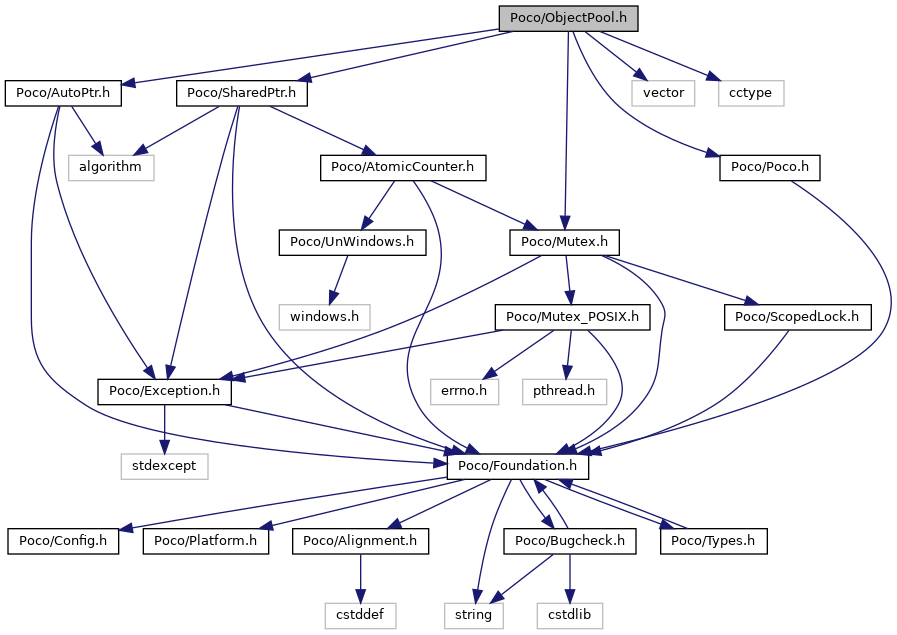 Poco/ObjectPool.h
Poco/AutoPtr.h
Poco/SharedPtr.h
vector
cctype
algorithm
Poco/AtomicCounter.h
Poco/Poco.h
Poco/UnWindows.h
Poco/Mutex.h
windows.h
Poco/Mutex_POSIX.h
Poco/ScopedLock.h
Poco/Exception.h
errno.h
pthread.h
stdexcept
Poco/Foundation.h
Poco/Config.h
Poco/Platform.h
Poco/Alignment.h
Poco/Bugcheck.h
Poco/Types.h
cstddef
string
cstdlib